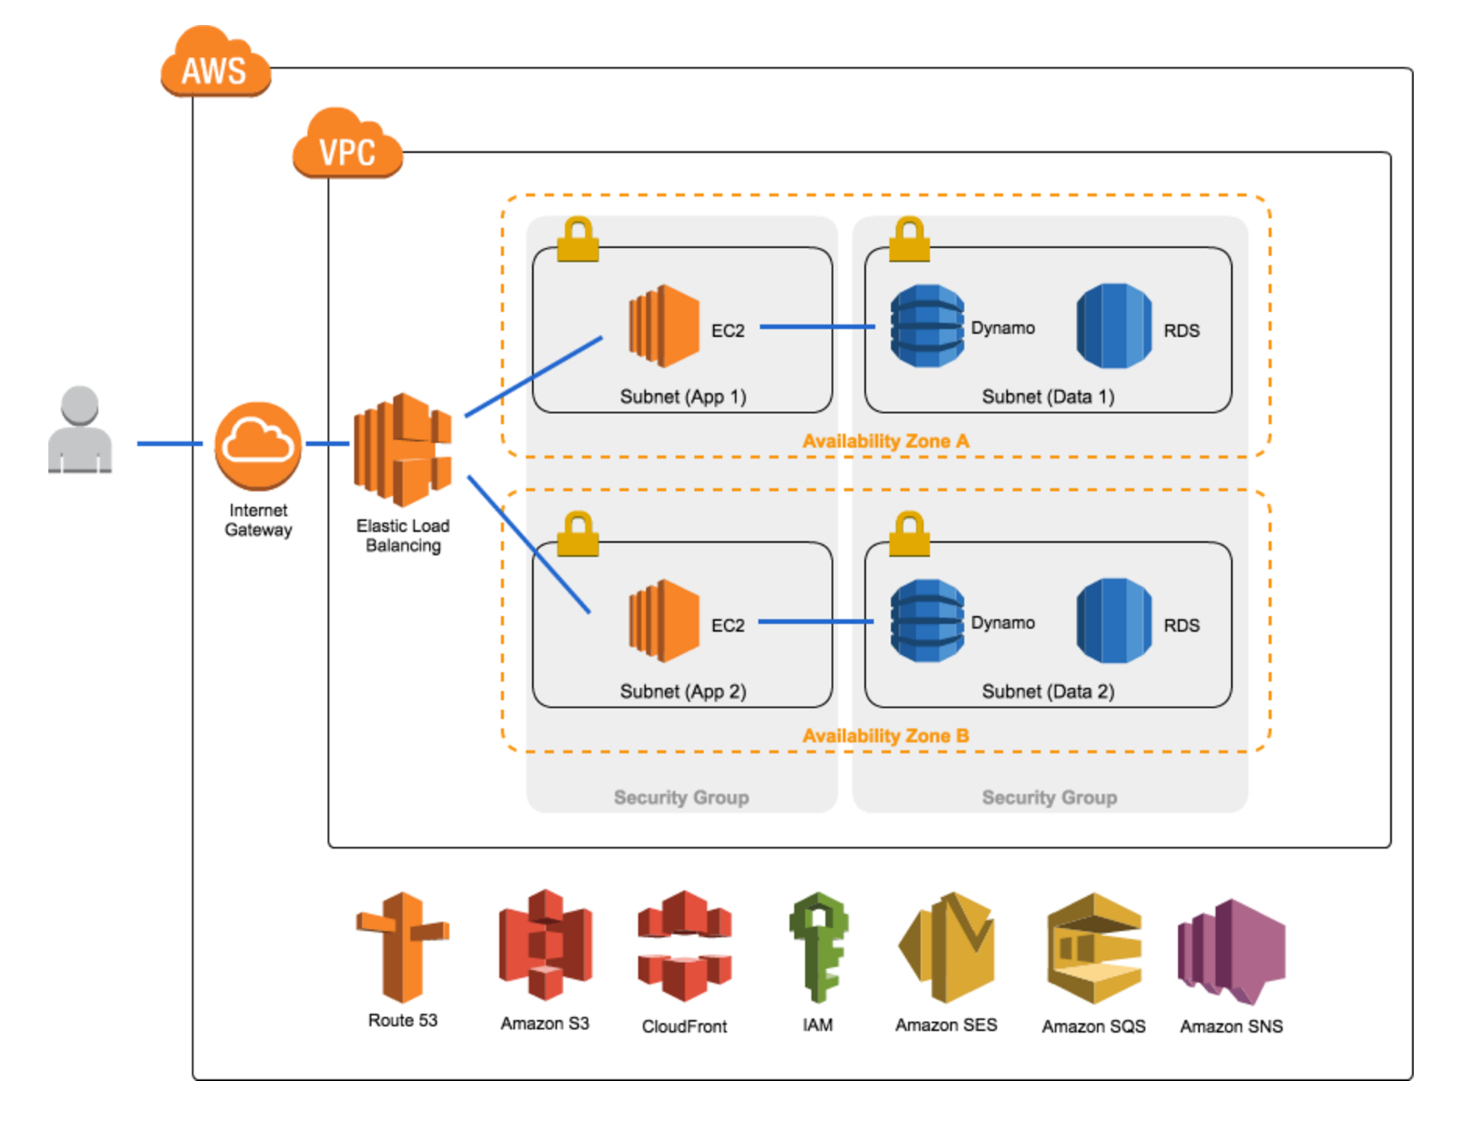 AWS
VPC
EC2
Dynamo
RDS
Subnet (App 1)
Subnet (Data 1)
Availability Zone A
Internet
Gateway
Elastic Load
Balancing
EC2
Dynamo
RDS
Subnet (App 2)
Subnet (Data 2)
Availability Zone B
Security Group
Security Group
Route 53
Amazon S3
CloudFront
IAM
Amazon SES
Amazon SQS
Amazon SNS